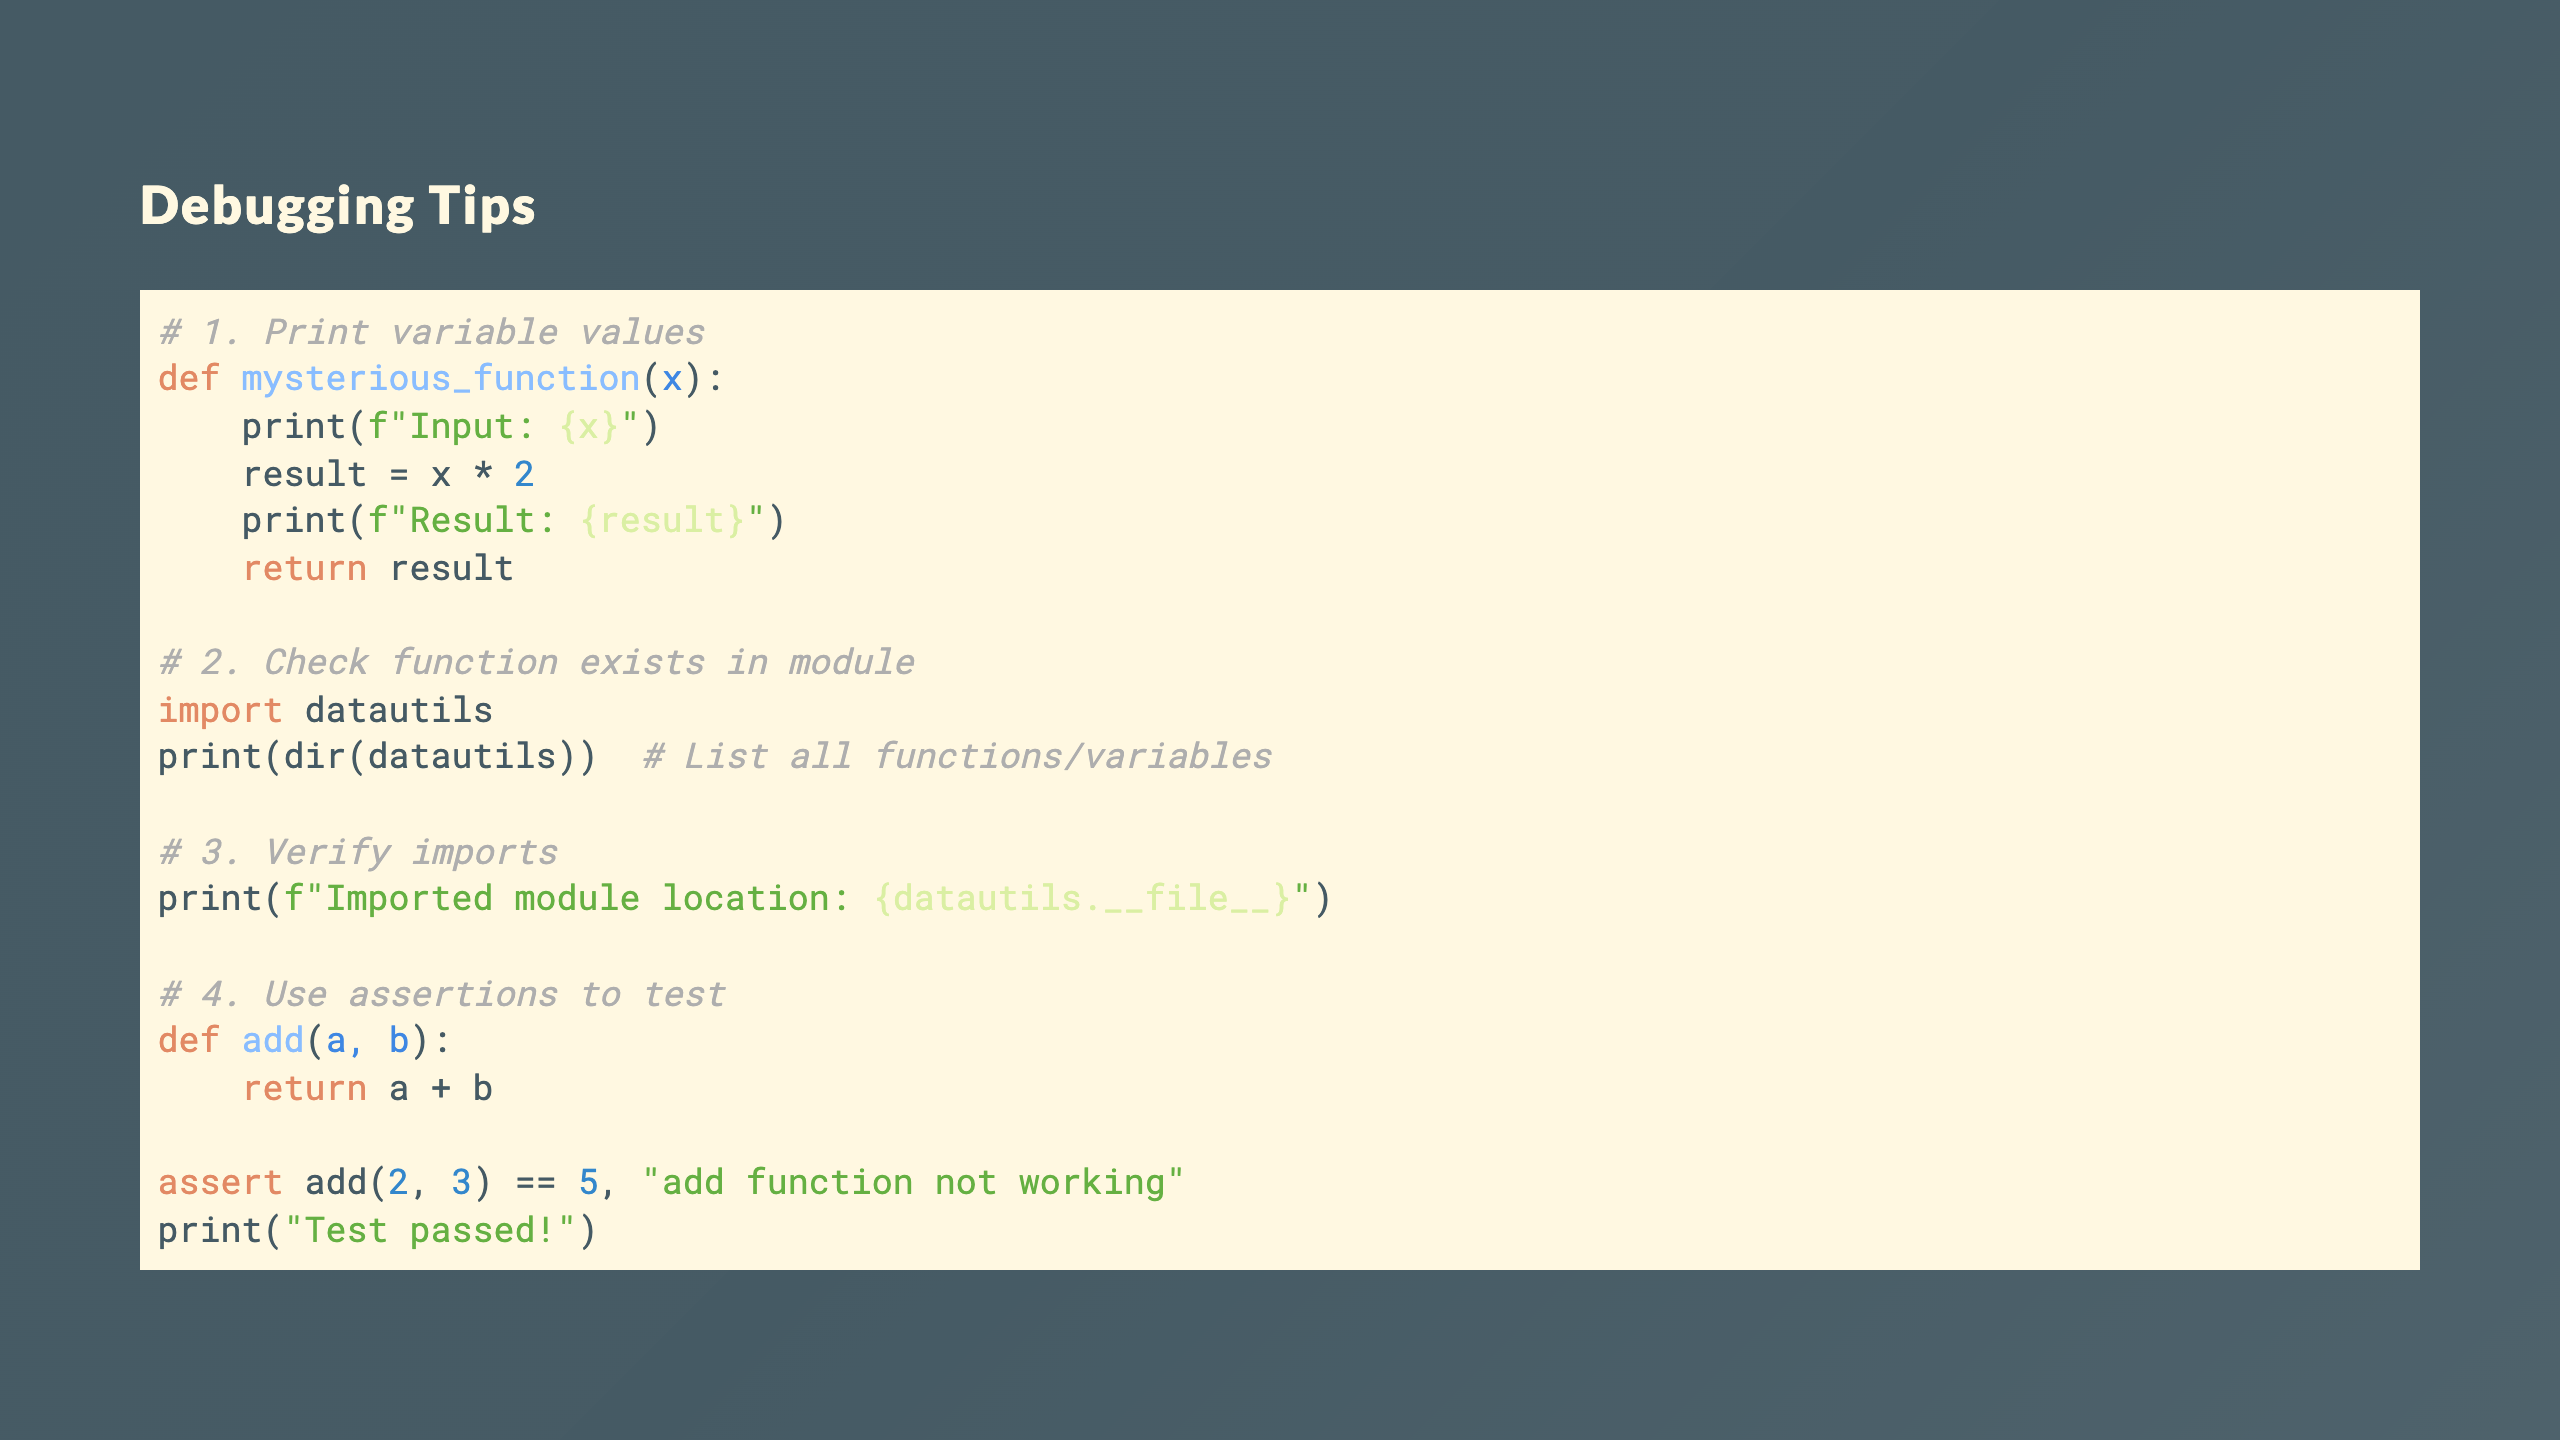 Debugging Tips
# 1. Print variable values
def mysterious_function(x):
    print(f"Input: {x}")
    result = x * 2
    print(f"Result: {result}")
    return result

# 2. Check function exists in module
import datautils
print(dir(datautils))  # List all functions/variables

# 3. Verify imports
print(f"Imported module location: {datautils.__file__}")

# 4. Use assertions to test
def add(a, b):
    return a + b

assert add(2, 3) == 5, "add function not working"
print("Test passed!")